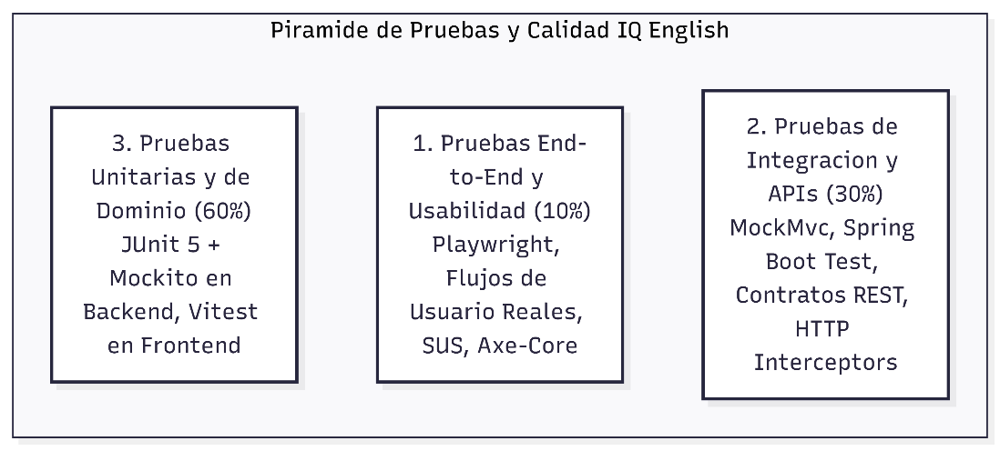 Piramide de Pruebas y Calidad IQ English
3. Pruebas
Unitarias y de
Dominio (60%)
JUnit 5 +
Mockito en
Backend, Vitest
en Frontend
1. Pruebas End-
to-End y
Usabilidad (10%)
Playwright,
Flujos de
Usuario Reales,
SUS, Axe-Core
2. Pruebas de
Integracion y
APIs (30%)
MockMvc, Spring
Boot Test,
Contratos REST,
HTTP
Interceptors